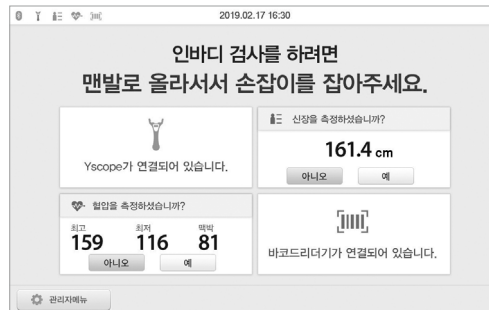 2019.02.17 16:30
인바디 검사를 하려면
맨발로 올라서서 손잡이를 잡아주세요.
Yscope가 연결되어 있습니다.
신장을 측정하셨습니까?
161.4 cm
아니오 예
혈압을 측정하셨습니까?
최고 최저 맥박
159 116 81
아니오 예
바코드리더기가 연결되어 있습니다.
관리자메뉴